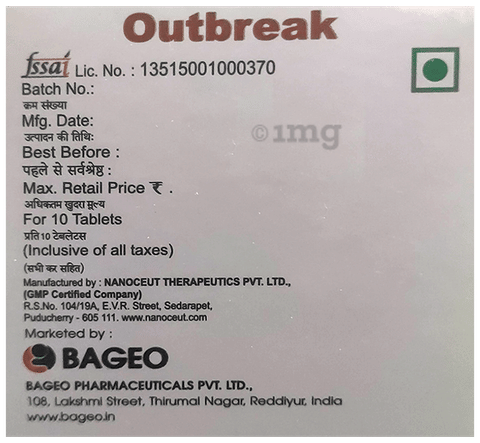 Outbreak
fssai Lic. No. : 13515001000370
Batch No.:
क्रम संख्या
Mfg. Date:
उत्पादन की तिथि:
Best Before :
पहले से सर्वश्रेष्ठ :
Max. Retail Price ₹ .
अधिकतम खुदरा मूल्य
For 10 Tablets
प्रति 10 टेबलेटस
(Inclusive of all taxes)
(सभी कर सहित)
Manufactured by : NANOCEUT THERAPEUTICS PVT. LTD.,
(GMP Certified Company)
R.S.No. 104/19A, E.V.R. Street, Sedarapet,
Puducherry - 605 111. www.nanoceut.com
Marketed by :
BAGEO
BAGEO PHARMACEUTICALS PVT. LTD.,
108, Lakshmi Street, Thirumal Nagar, Reddiyur, India
www.bageo.in
©1mg